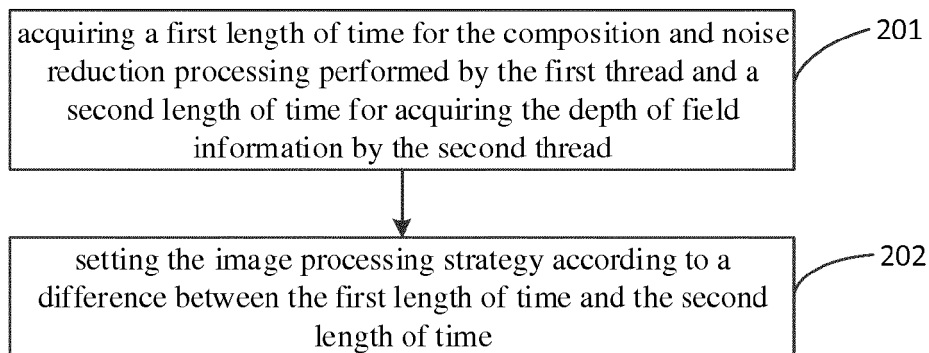 acquiring a first length of time for the composition and noise
reduction processing performed by the first thread and a
second length of time for acquiring the depth of field
information by the second thread
201
setting the image processing strategy according to a
difference between the first length of time and the second
length of time
202